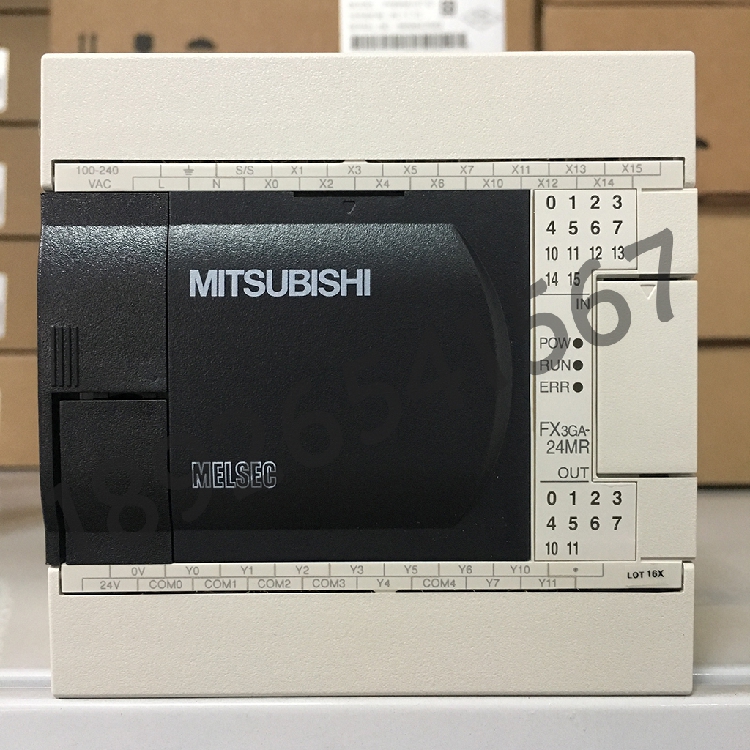 100-240 ⏚ S/S X1 X3 X5 X7 X11 X13 X15
VAC L N X0 X2 X4 X6 X10 X12 X14
0 1 2 3
4 5 6 7
10 11 12 13
14 15
IN
MITSUBISHI
POW
RUN
ERR
FX3GA-
24MR
MELSEC
OUT
0 1 2 3
4 5 6 7
10 11
0V Y0 Y1 Y2 Y3 Y5 Y6 Y10 •
24V COM0 COM1 COM2 COM3 Y4 COM4 Y7 Y11
LOT 16X